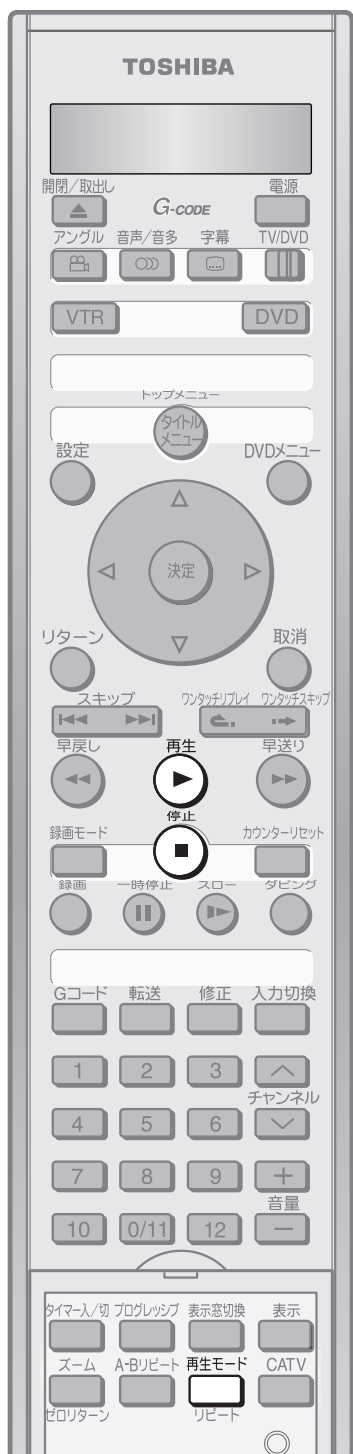 TOSHIBA
開閉/取出し G-CODE 電源
アングル 音声/音多 字幕 TV/DVD
VTR DVD
トップメニュー
タイトル
メニュー
設定 DVDメニュー
決定
リターン 取消
スキップ ワンタッチリプレイ ワンタッチスキップ
早戻し 再生 早送り
録画モード 停止 カウンターリセット
録画 一時停止 スロー ダビング
Gコード 転送 修正 入力切換
1 2 3
チャンネル
4 5 6
7 8 9 +
音量
10 0/11 12 −
タイマー入/切 プログレッシブ 表示窓切換 表示
ズーム A-Bリピート 再生モード CATV
ゼロリターン リピート